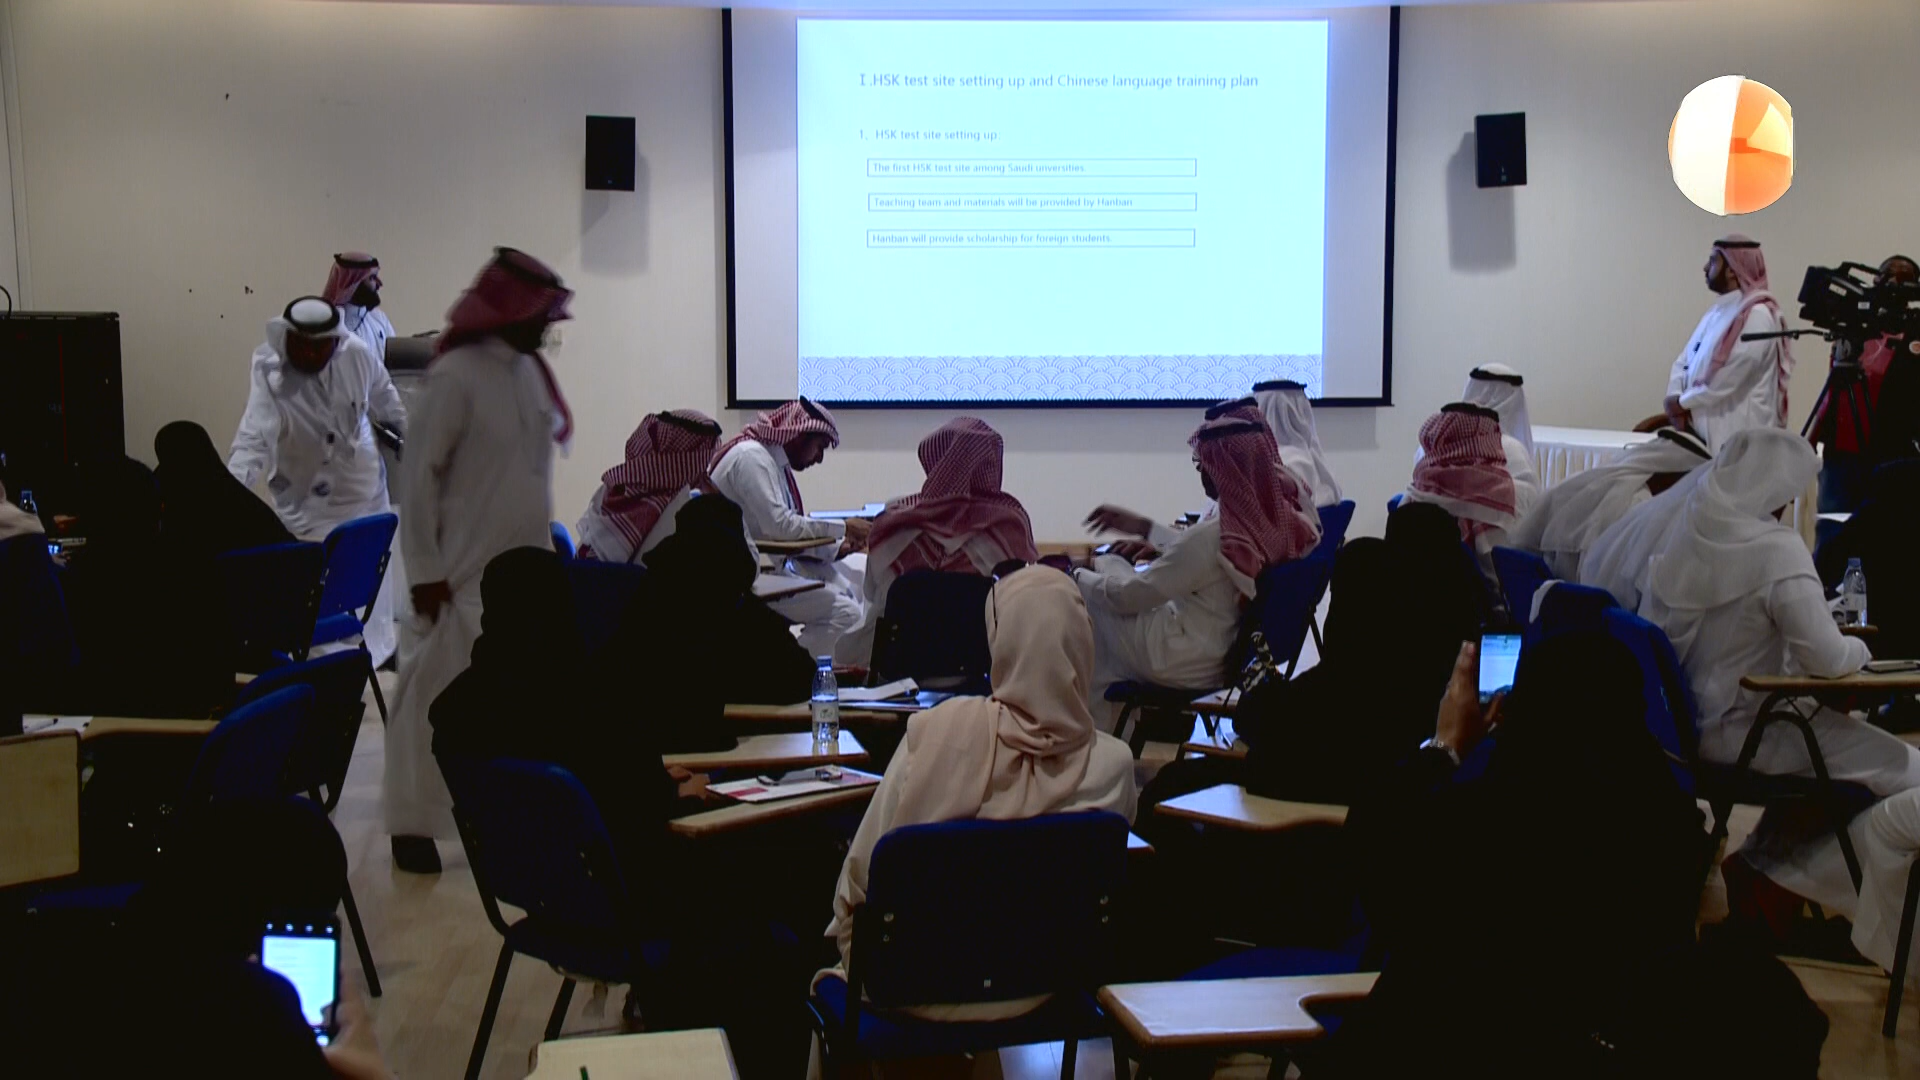 I .HSK test site setting up and Chinese language training plan
1、HSK test site setting up:
The first HSK test site among Saudi unversities.
Teaching team and materials will be provided by Hanban
Hanban will provide scholarship for foreign students.